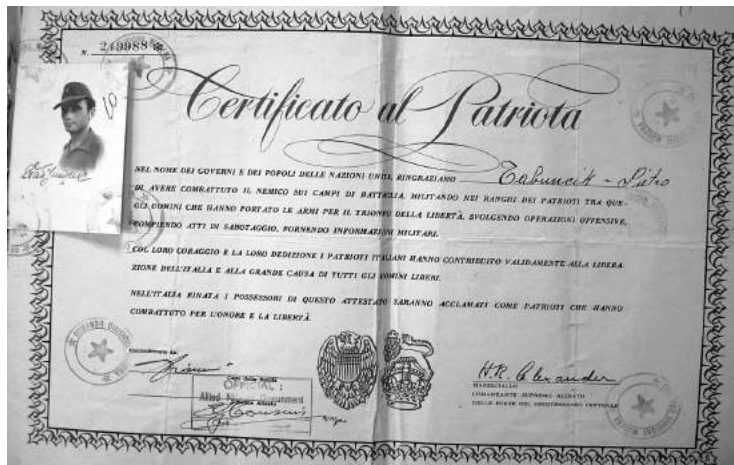 N. 249988
Certificato al Patriota
NEL NOME DEI GOVERNI E DEI POPOLI DELLE NAZIONI UNITE, RINGRAZIAMO Tabuncik - Pitro
DI AVERE COMBATTUTO IL NEMICO SUI CAMPI DI BATTAGLIA, MILITANDO NEI RANGHI DEI PATRIOTI TRA QUE-
GLI UOMINI CHE HANNO PORTATO LE ARMI PER IL TRIONFO DELLA LIBERTÀ, SVOLGENDO OPERAZIONI OFFENSIVE,
COMPIENDO ATTI DI SABOTAGGIO, FORNENDO INFORMAZIONI MILITARI.
COL LORO CORAGGIO E LA LORO DEDIZIONE I PATRIOTI ITALIANI HANNO CONTRIBUITO VALIDAMENTE ALLA LIBERA-
ZIONE DELL'ITALIA E ALLA GRANDE CAUSA DI TUTTI GLI UOMINI LIBERI.
NELL'ITALIA RINATA I POSSESSORI DI QUESTO ATTESTATO SARANNO ACCLAMATI COME PATRIOTI CHE HANNO
COMBATTUTO PER L'ONORE E LA LIBERTÀ.
OFFICIAL :
Allied Government
H.R. Alexander
MARESCIALLO
COMANDANTE SUPREMO ALLEATO
DELLE FORZE DEL MEDITERRANEO CENTRALE